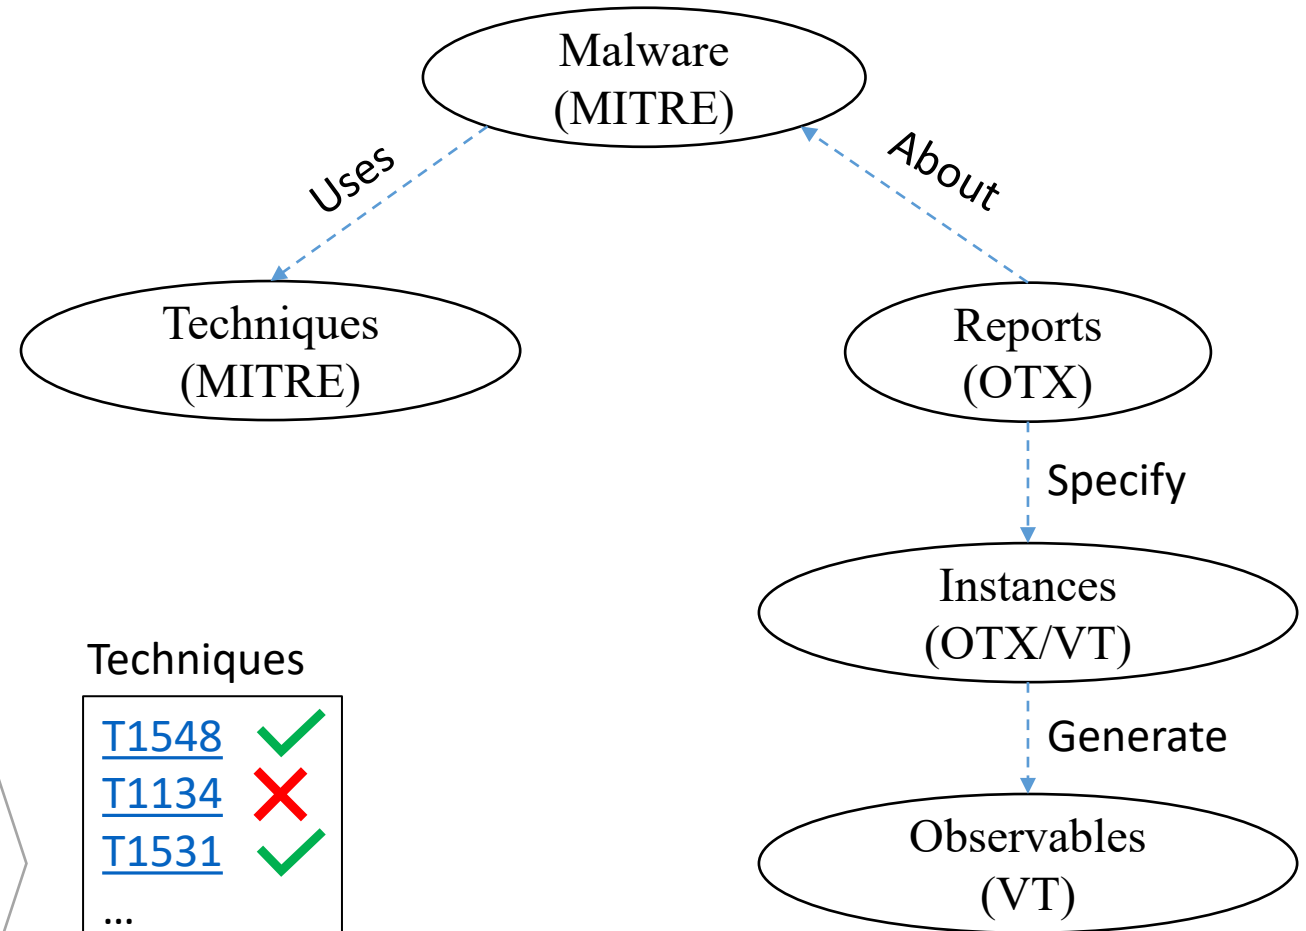 Malware
(MITRE)
Uses
About
Techniques
(MITRE)
Reports
(OTX)
Specify
Instances
(OTX/VT)
Generate
Observables
(VT)
Techniques
T1548
T1134
T1531
...